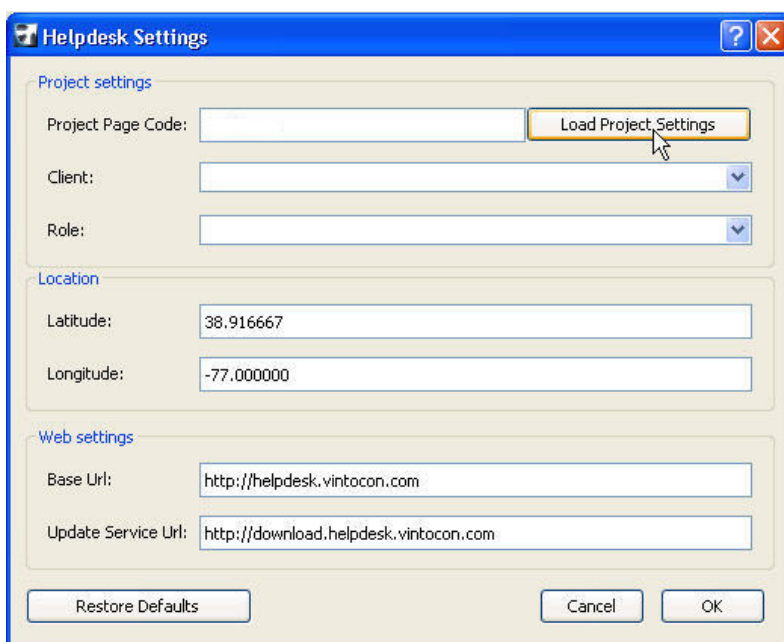 Helpdesk Settings
Project settings
Project Page Code: Load Project Settings
Client:
Role:
Location
Latitude: 38.916667
Longitude: -77.000000
Web settings
Base Url: http://helpdesk.vintocon.com
Update Service Url: http://download.helpdesk.vintocon.com
Restore Defaults Cancel OK